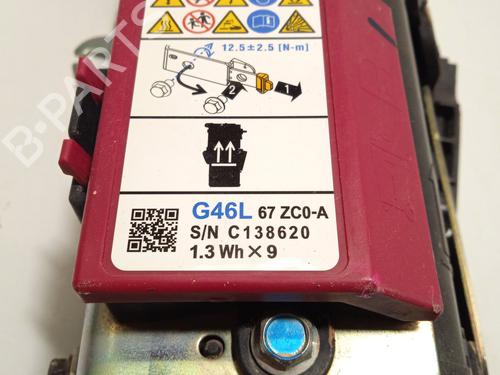 12.5±2.5 [N-m]
2
1
G46L 67 ZC0-A
S/N C138620
1.3 Wh × 9
B-PARTS